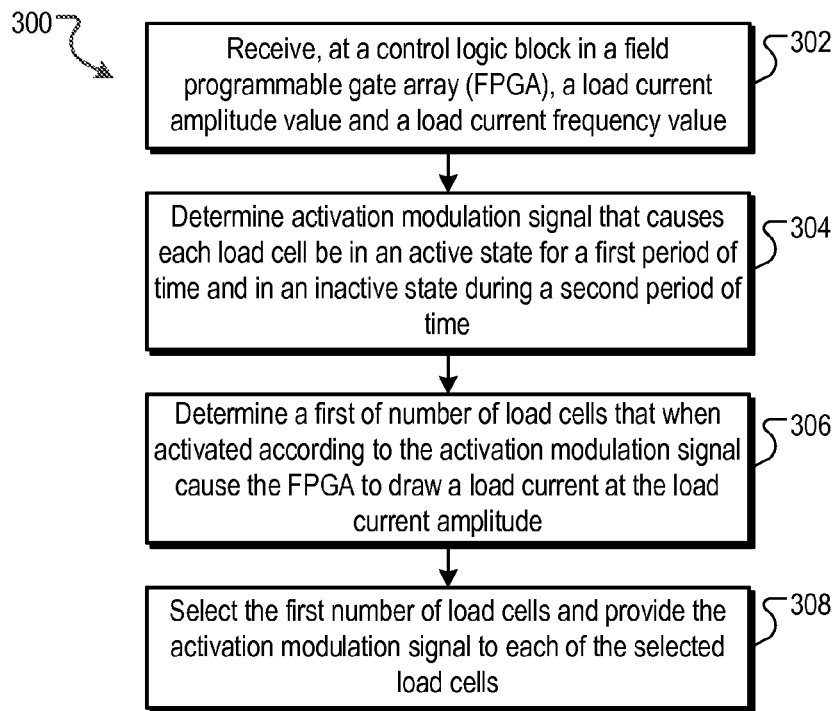 300
Receive, at a control logic block in a field
programmable gate array (FPGA), a load current
amplitude value and a load current frequency value
302
Determine activation modulation signal that causes
each load cell be in an active state for a first period of
time and in an inactive state during a second period of
time
304
Determine a first of number of load cells that when
activated according to the activation modulation signal
cause the FPGA to draw a load current at the load
current amplitude
306
Select the first number of load cells and provide the
activation modulation signal to each of the selected
load cells
308